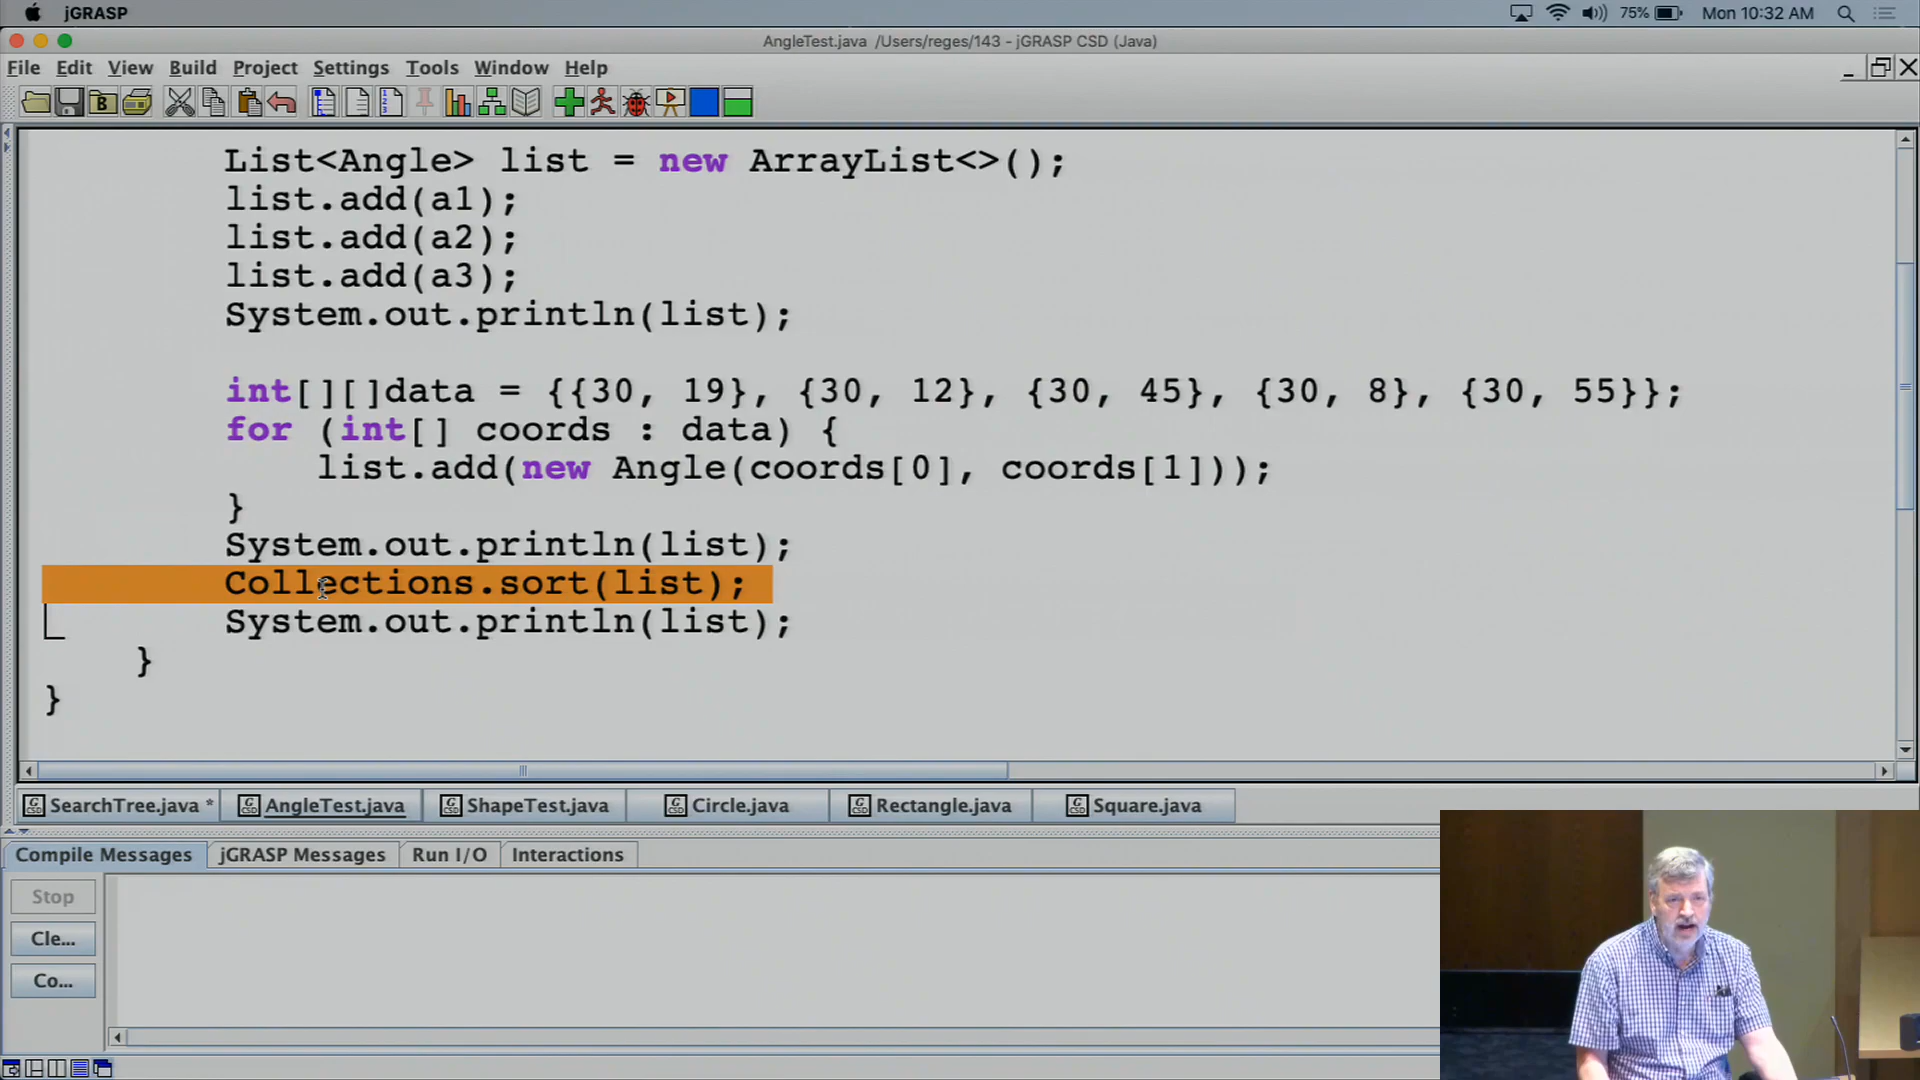 jGRASP
75% Mon 10:32 AM
AngleTest.java /Users/reges/143 - jGRASP CSD (Java)
File Edit View Build Project Settings Tools Window Help
List<Angle> list = new ArrayList<>();
list.add(a1);
list.add(a2);
list.add(a3);
System.out.println(list);
int[][]data = {{30, 19}, {30, 12}, {30, 45}, {30, 8}, {30, 55}};
for (int[] coords : data) {
list.add(new Angle(coords[0], coords[1]));
}
System.out.println(list);
Collections.sort(list);
System.out.println(list);
}
}
SearchTree.java * AngleTest.java ShapeTest.java Circle.java Rectangle.java Square.java
Compile Messages jGRASP Messages Run I/O Interactions
Stop
Cle...
Co...